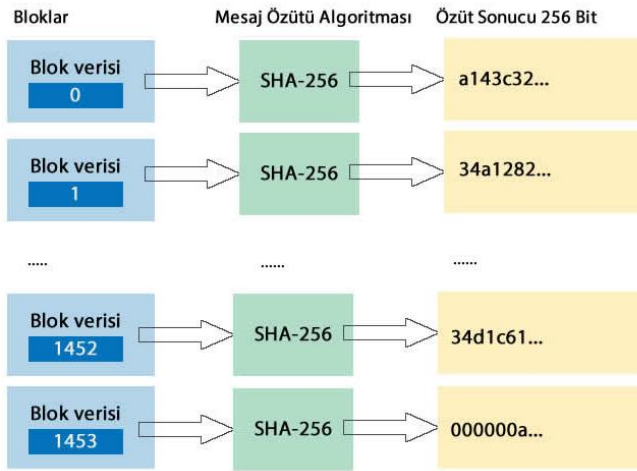 Bloklar Mesaj Özütü Algoritması Özüt Sonucu 256 Bit
Blok verisi
0
SHA-256
a143c32...
Blok verisi
1
SHA-256
34a1282...
..... ...... ......
Blok verisi
1452
SHA-256
34d1c61...
Blok verisi
1453
SHA-256
000000a...